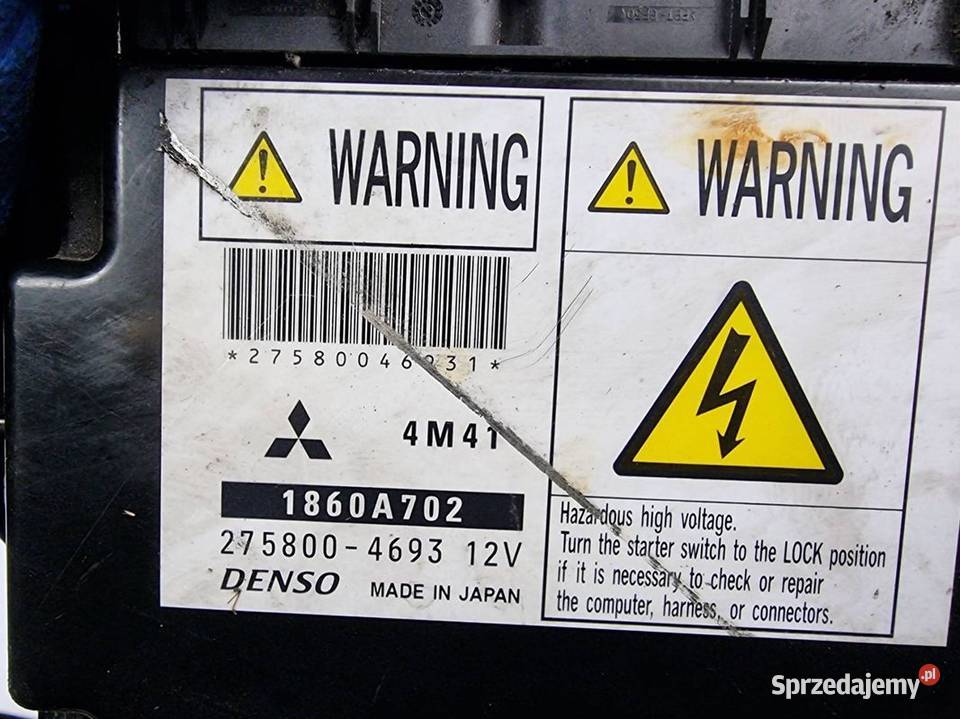 WARNING
*27580046931*
4M41
1860A702
275800-4693 12V
DENSO
MADE IN JAPAN
WARNING
Hazardous high voltage.
Turn the starter switch to the LOCK position
if it is necessary to check or repair
the computer, harness, or connectors.
Sprzedajemy.pl